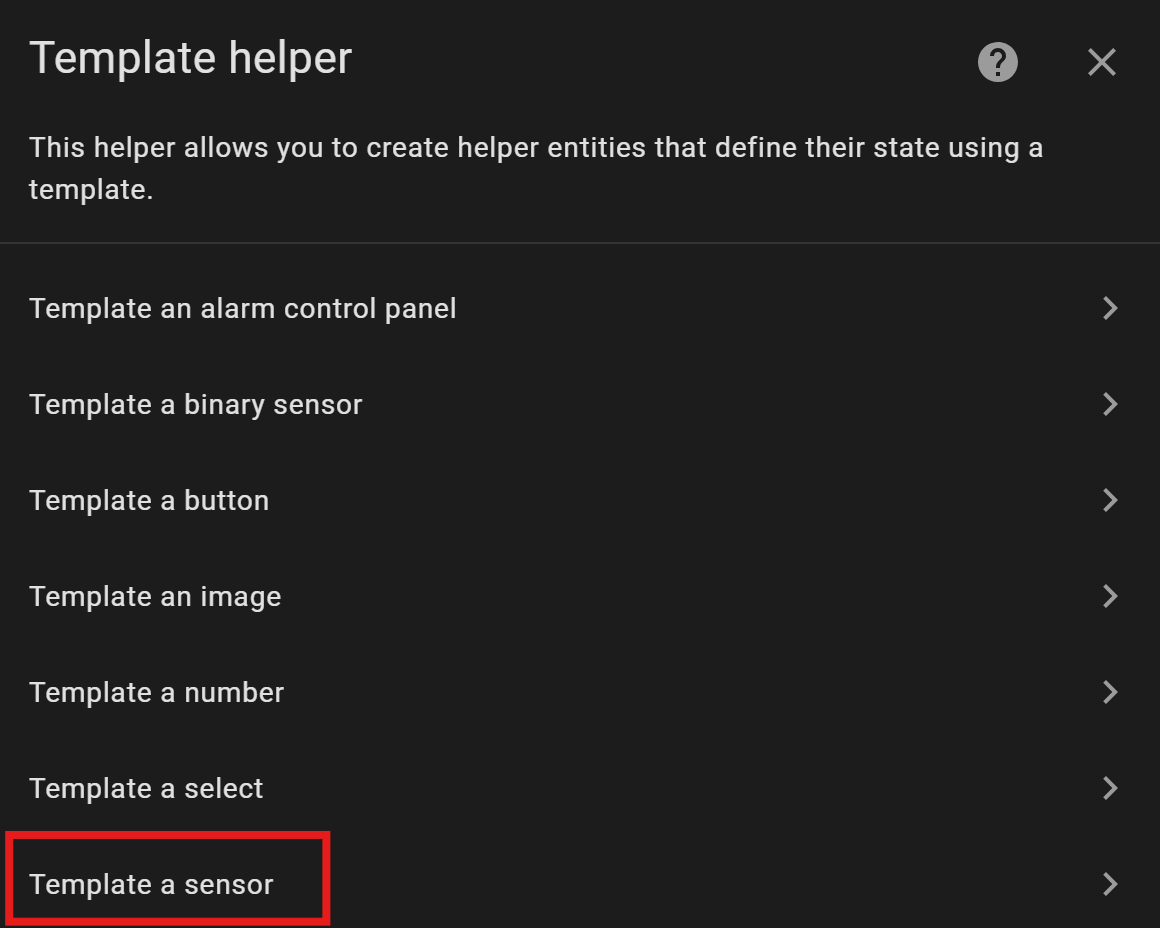 Template helper
This helper allows you to create helper entities that define their state using a
template.
Template an alarm control panel
Template a binary sensor
Template a button
Template an image
Template a number
Template a select
Template a sensor